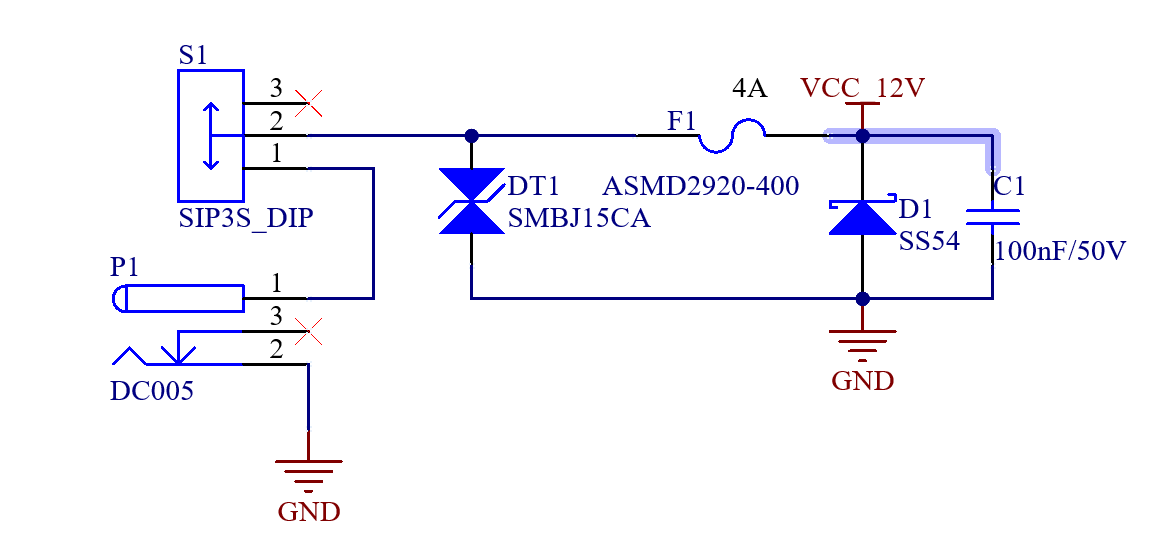 S1
3
2
1
SIP3S_DIP
4A
VCC_12V
F1
ASMD2920-400
DT1
SMBJ15CA
D1
SS54
C1
100nF/50V
P1
1
3
2
DC005
GND
GND